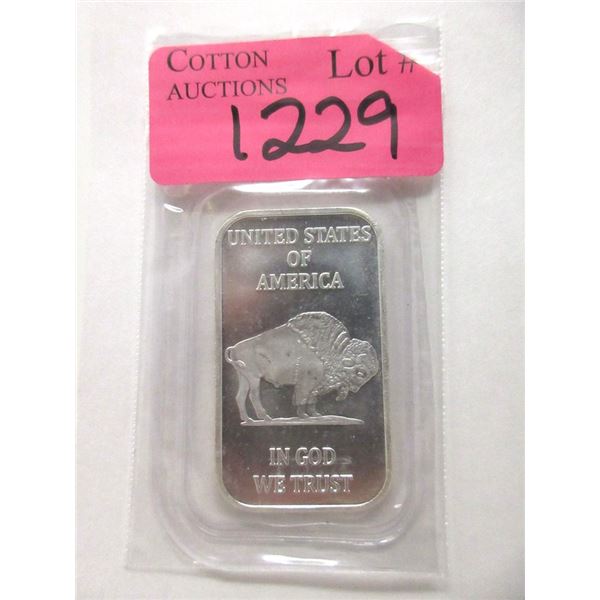 COTTON
AUCTIONS
Lot #
1229
UNITED STATES
OF
AMERICA
IN GOD
WE TRUST